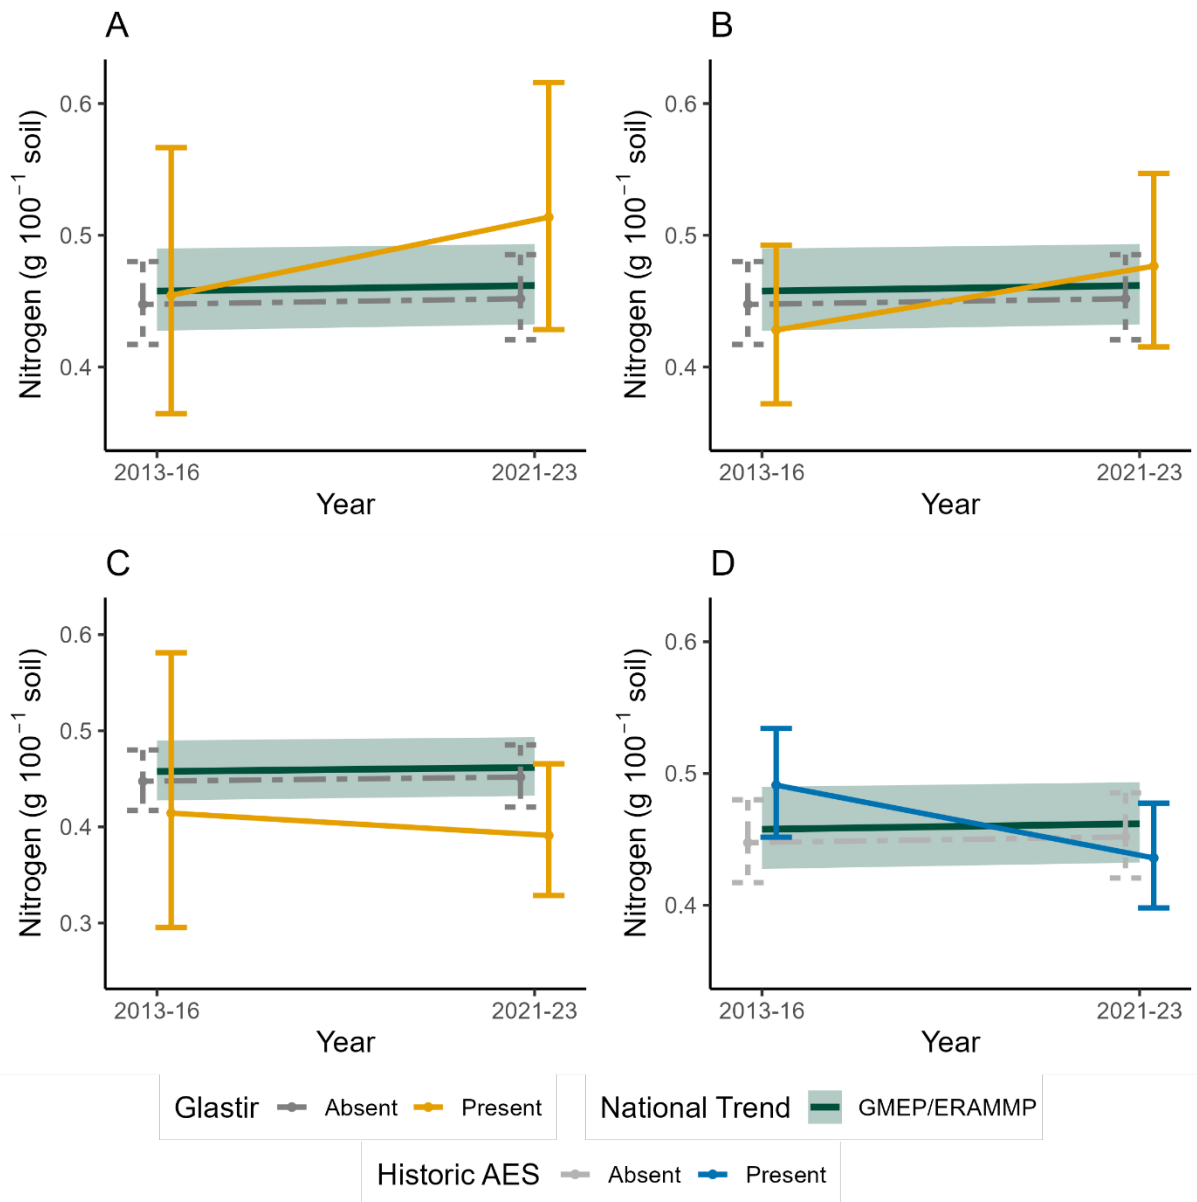 A
Nitrogen (g 100⁻¹ soil)
0.6
0.5
0.4
2013-16
2021-23
Year
B
Nitrogen (g 100⁻¹ soil)
0.6
0.5
0.4
2013-16
2021-23
Year
C
Nitrogen (g 100⁻¹ soil)
0.6
0.5
0.4
0.3
2013-16
2021-23
Year
D
Nitrogen (g 100⁻¹ soil)
0.6
0.5
0.4
2013-16
2021-23
Year
Glastir Absent Present
National Trend GMEP/ERAMMP
Historic AES Absent Present